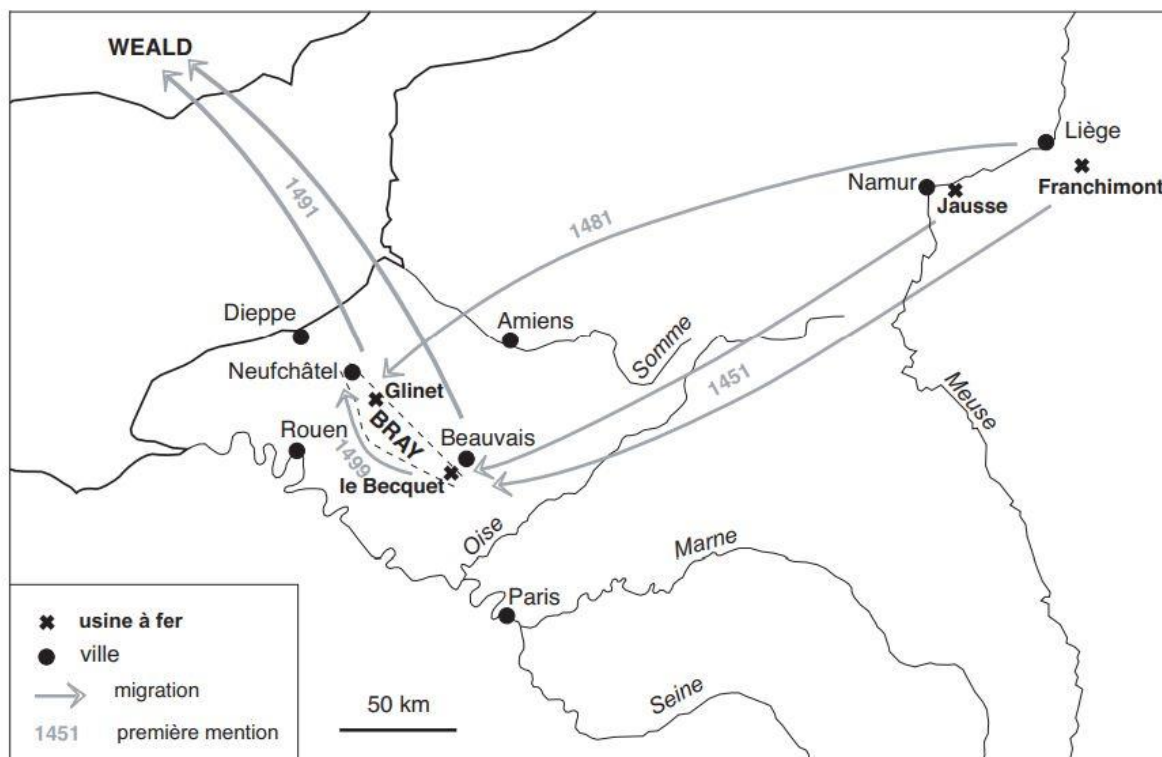 WEALD
Liège
Namur
Jausse
Franchimont
1491
1481
1451
1499
Dieppe
Amiens
Somme
Neufchâtel
Glinet
BRAY
Rouen
Beauvais
le Becquet
Meuse
Oise
Marne
Paris
Seine
usine à fer
ville
migration
1451 première mention
50 km